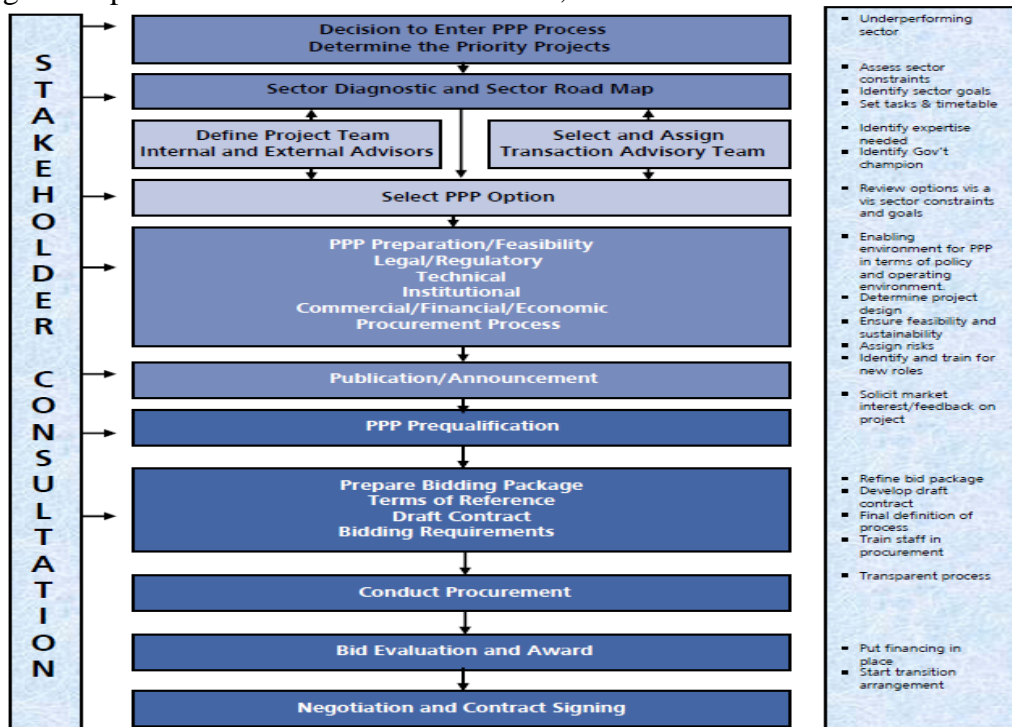 STAKEHOLDER CONSULTATION
Decision to Enter PPP Process
Determine the Priority Projects
Sector Diagnostic and Sector Road Map
Define Project Team
Internal and External Advisors
Select and Assign
Transaction Advisory Team
Select PPP Option
PPP Preparation/Feasibility
Legal/Regulatory
Technical
Institutional
Commercial/Financial/Economic
Procurement Process
Publication/Announcement
PPP Prequalification
Prepare Bidding Package
Terms of Reference
Draft Contract
Bidding Requirements
Conduct Procurement
Bid Evaluation and Award
Negotiation and Contract Signing
▪ Underperforming
sector
▪ Assess sector
constraints
▪ Identify sector goals
▪ Set tasks & timetable
▪ Identify expertise
needed
▪ Identify Gov't
champion
▪ Review options vis a
vis sector constraints
and goals
▪ Enabling
environment for PPP
in terms of policy
and operating
environment.
▪ Determine project
design
▪ Ensure feasibility and
sustainability
▪ Assign risks
▪ Identify and train for
new roles
▪ Solicit market
interest/feedback on
project
▪ Refine bid package
▪ Develop draft
contract
▪ Final definition of
process
▪ Train staff in
procurement
▪ Transparent process
▪ Put financing in
place
▪ Start transition
arrangement